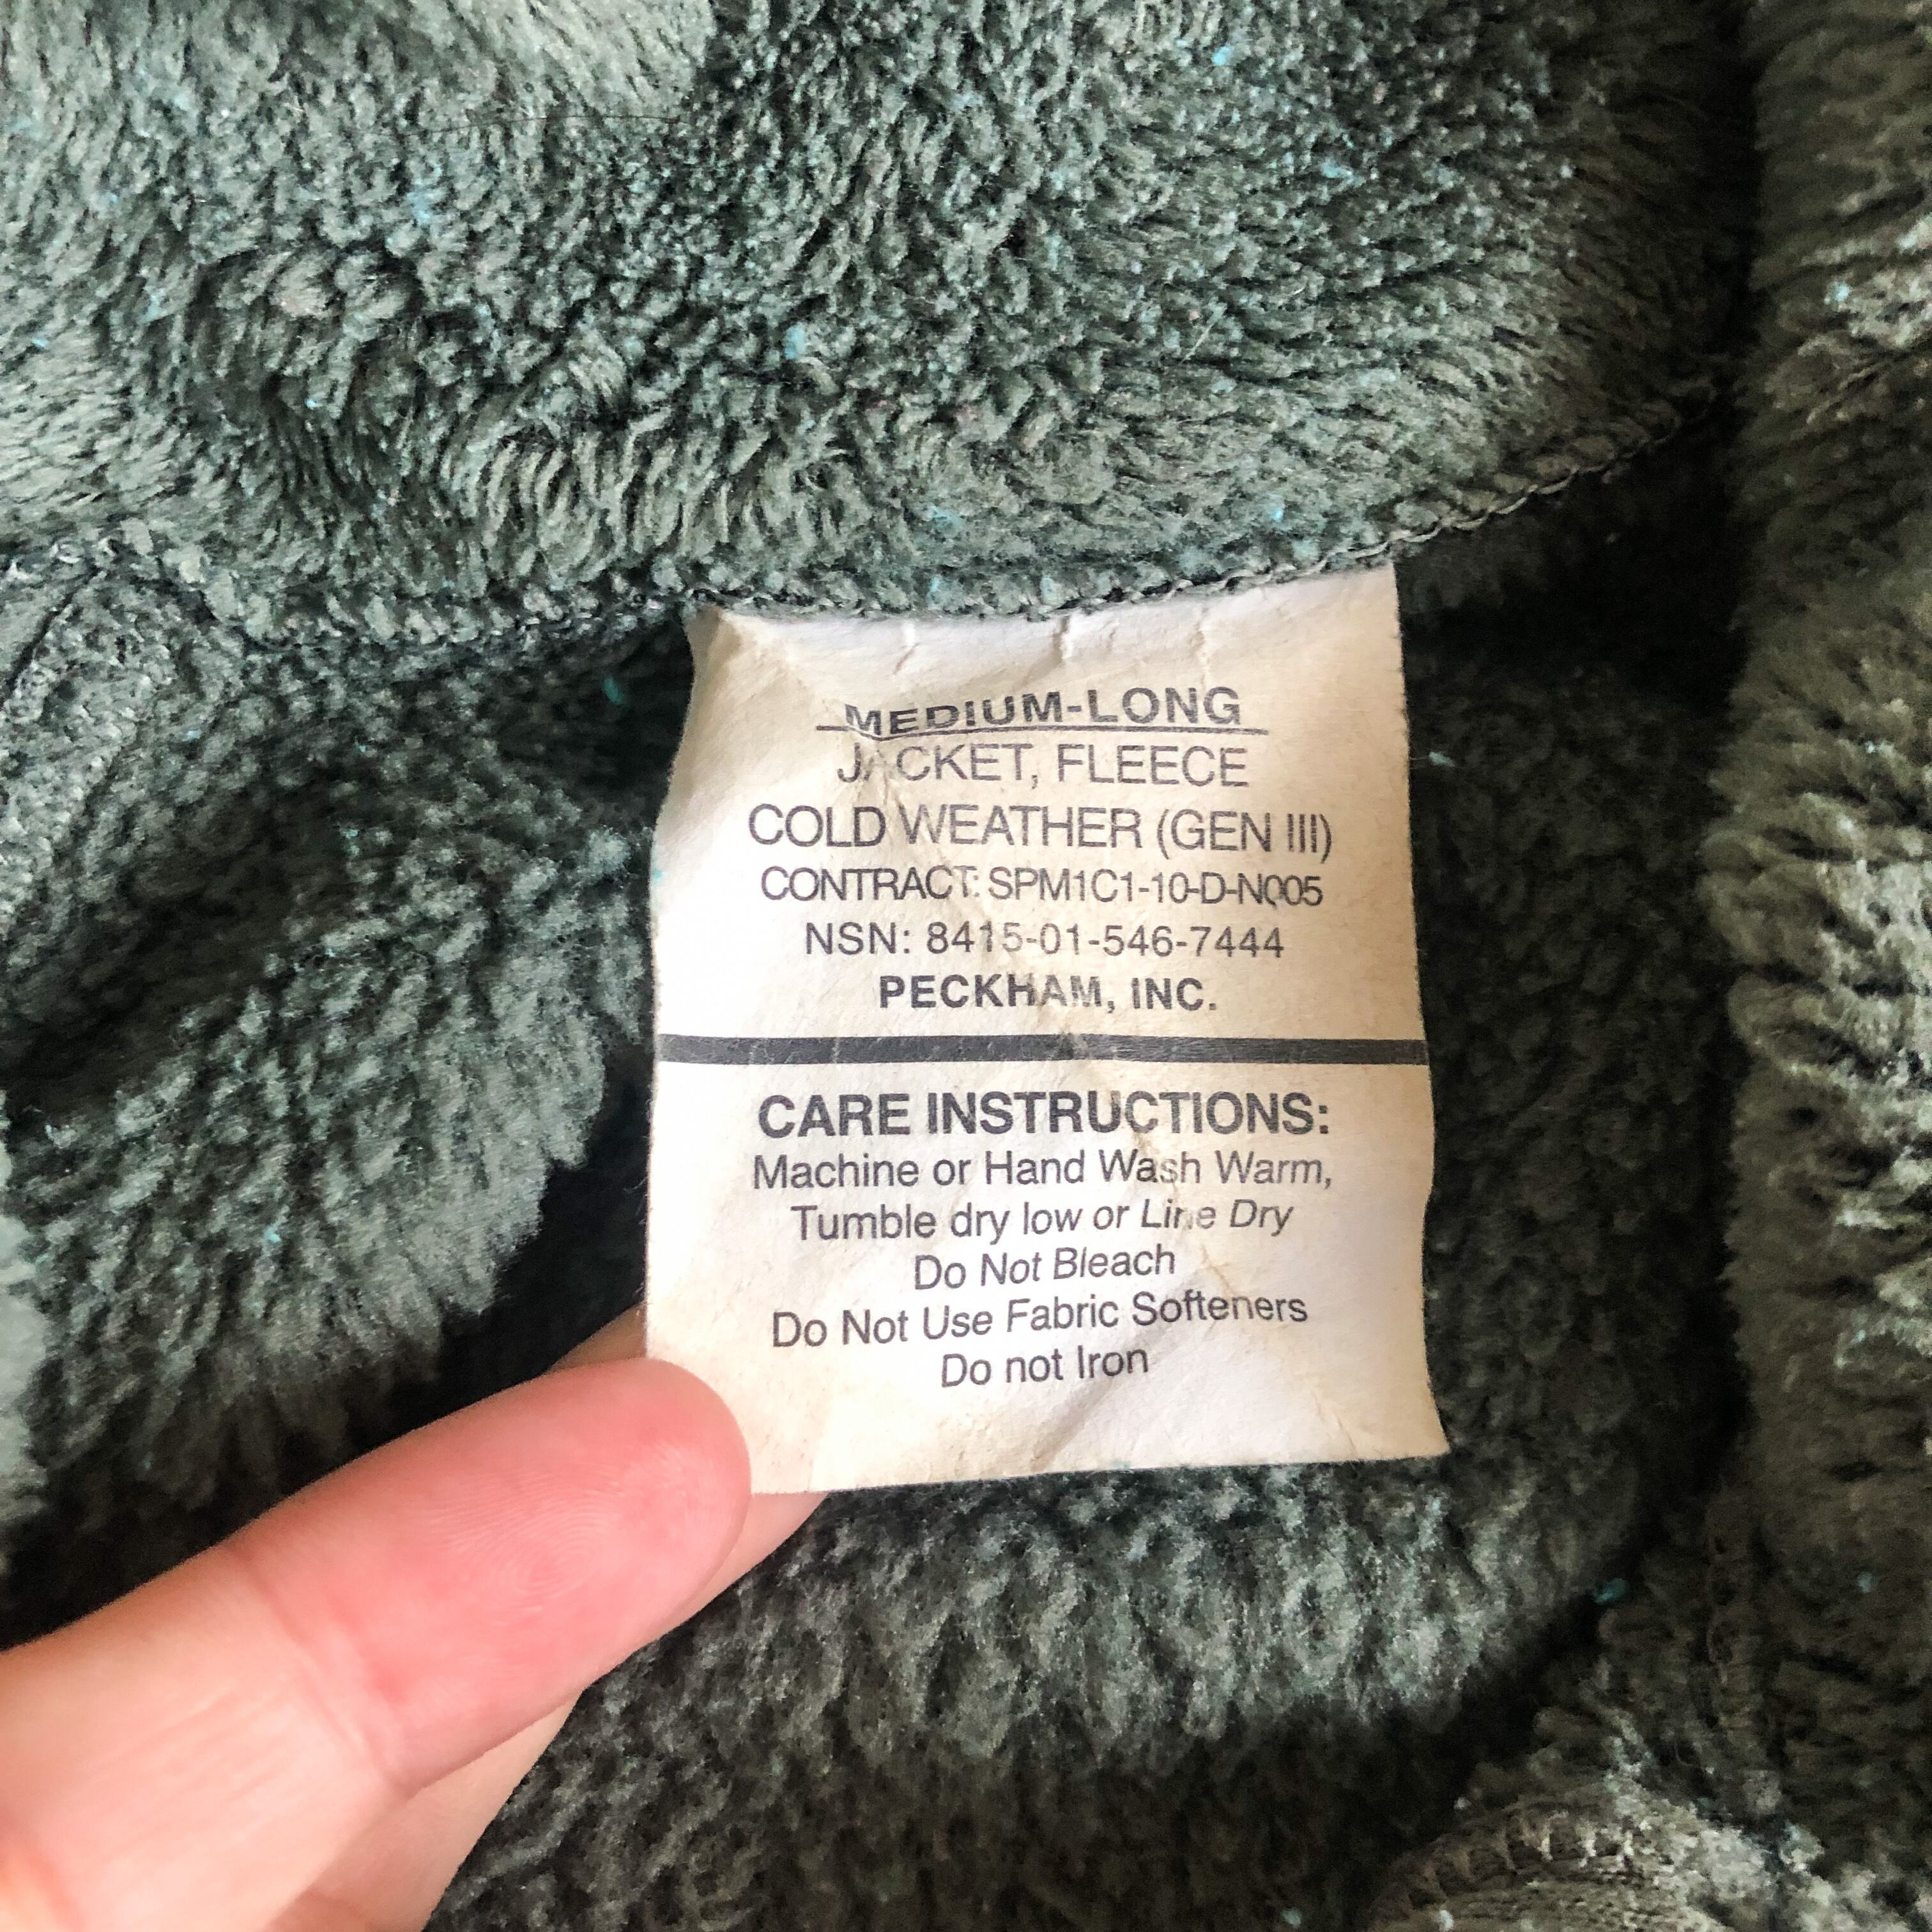 MEDIUM-LONG
JACKET, FLEECE
COLD WEATHER (GEN III)
CONTRACT: SPM1C1-10-D-N005
NSN: 8415-01-546-7444
PECKHAM, INC.
CARE INSTRUCTIONS:
Machine or Hand Wash Warm,
Tumble dry low or Line Dry
Do Not Bleach
Do Not Use Fabric Softeners
Do not Iron